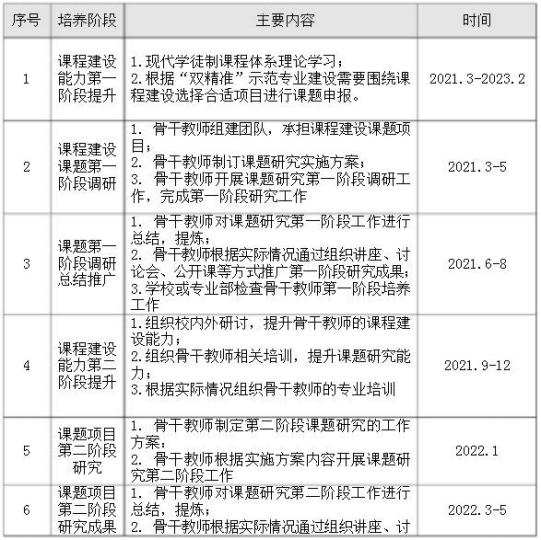 序号 培养阶段 主要内容 时间
1
课程建设
能力第一
阶段提升
1.现代学徒制课程体系理论学习；
2.根据“双精准”示范专业建设需要围绕课
程建设选择合适项目进行课题申报。
2021.3-2023.2
2
课程建设
课题第一
阶段调研
1. 骨干教师组建团队，承担课程建设课题项
目；
2. 骨干教师制订课题研究实施方案；
3. 骨干教师开展课题研究第一阶段调研工
作，完成第一阶段研究工作
2021.3-5
3
课题第一
阶段调研
总结推广
1. 骨干教师对课题研究第一阶段工作进行
总结，提炼；
2. 骨干教师根据实际情况通过组织讲座、讨
论会、公开课等方式推广第一阶段研究成果；
3.学校或专业部检查骨干教师第一阶段培养
工作
2021.6-8
4
课程建设
能力第二
阶段提升
1.组织校内外研讨，提升骨干教师的课程建
设能力；
2.组织骨干教师相关培训，提升课题研究能
力；
3.根据实际情况组织骨干教师的专业培训
2021.9-12
5
课题项目
第二阶段
研究
1. 骨干教师制定第二阶段课题研究的工作
方案；
2. 骨干教师根据实施方案内容开展课题研
究第二阶段工作
2022.1
6
课题项目
第二阶段
研究成果
1. 骨干教师对课题研究第二阶段工作进行
总结，提炼；
2. 骨干教师根据实际情况通过组织讲座、讨
2022.3-5